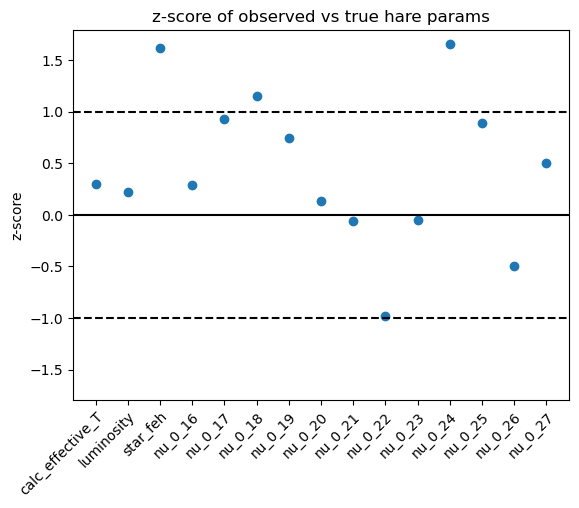 z-score of observed vs true hare params
z-score
1.5
1.0
0.5
0.0
−0.5
−1.0
−1.5
calc_effective_T
luminosity
star_feh
nu_0_16
nu_0_17
nu_0_18
nu_0_19
nu_0_20
nu_0_21
nu_0_22
nu_0_23
nu_0_24
nu_0_25
nu_0_26
nu_0_27